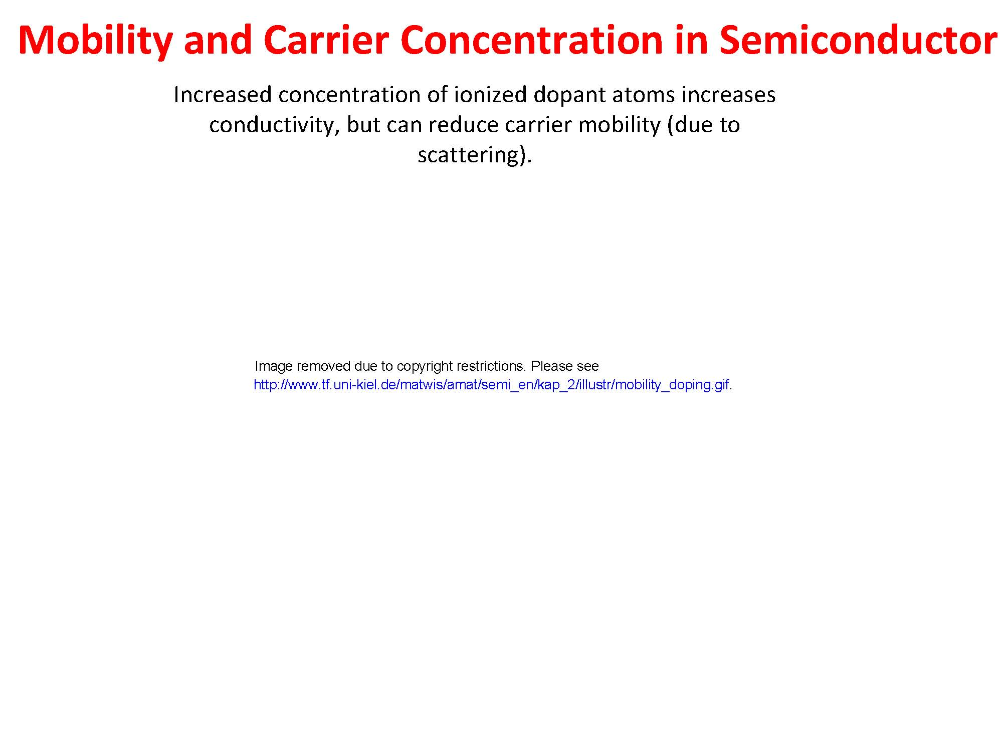 Mobility and Carrier Concentration in Semiconductor
Increased concentration of ionized dopant atoms increases
conductivity, but can reduce carrier mobility (due to
scattering).
Image removed due to copyright restrictions. Please see
http://www.tf.uni-kiel.de/matwis/amat/semi_en/kap_2/illustr/mobility_doping.gif.